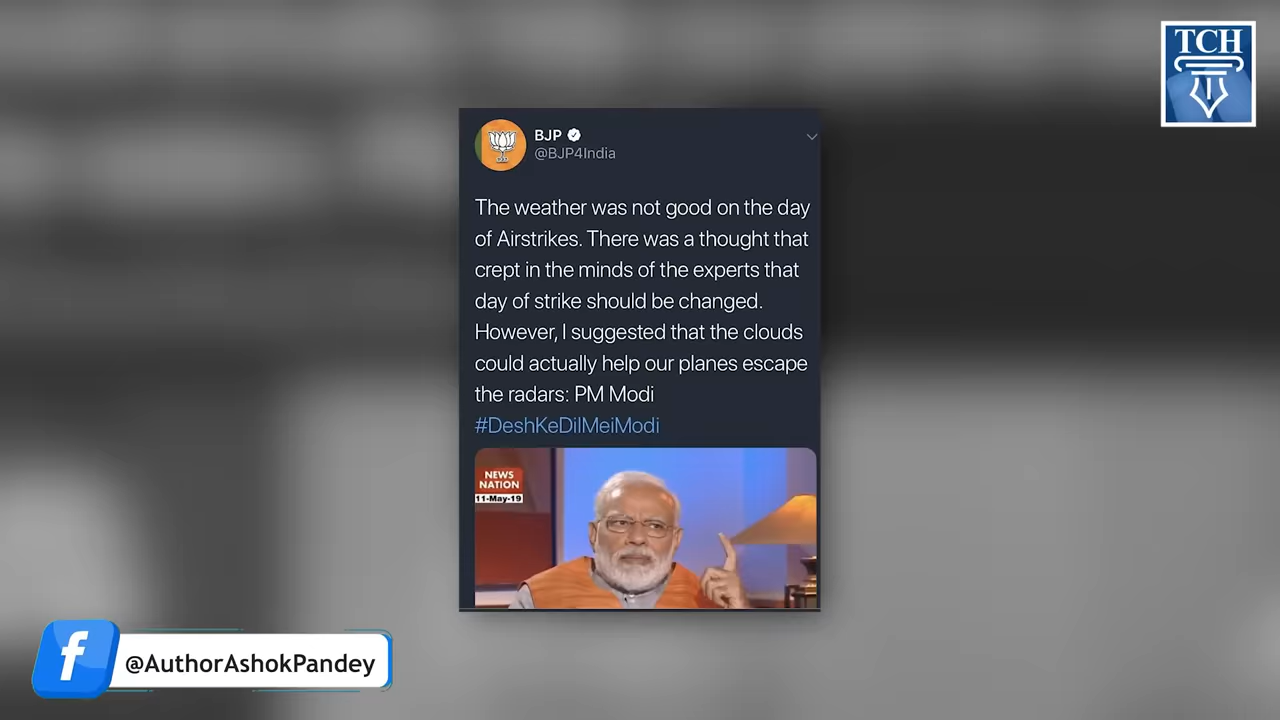 TCH
BJP
@BJP4India
The weather was not good on the day
of Airstrikes. There was a thought that
crept in the minds of the experts that
day of strike should be changed.
However, I suggested that the clouds
could actually help our planes escape
the radars: PM Modi
#DeshKeDilMeiModi
NEWS
NATION
11-May-19
f
@AuthorAshokPandey